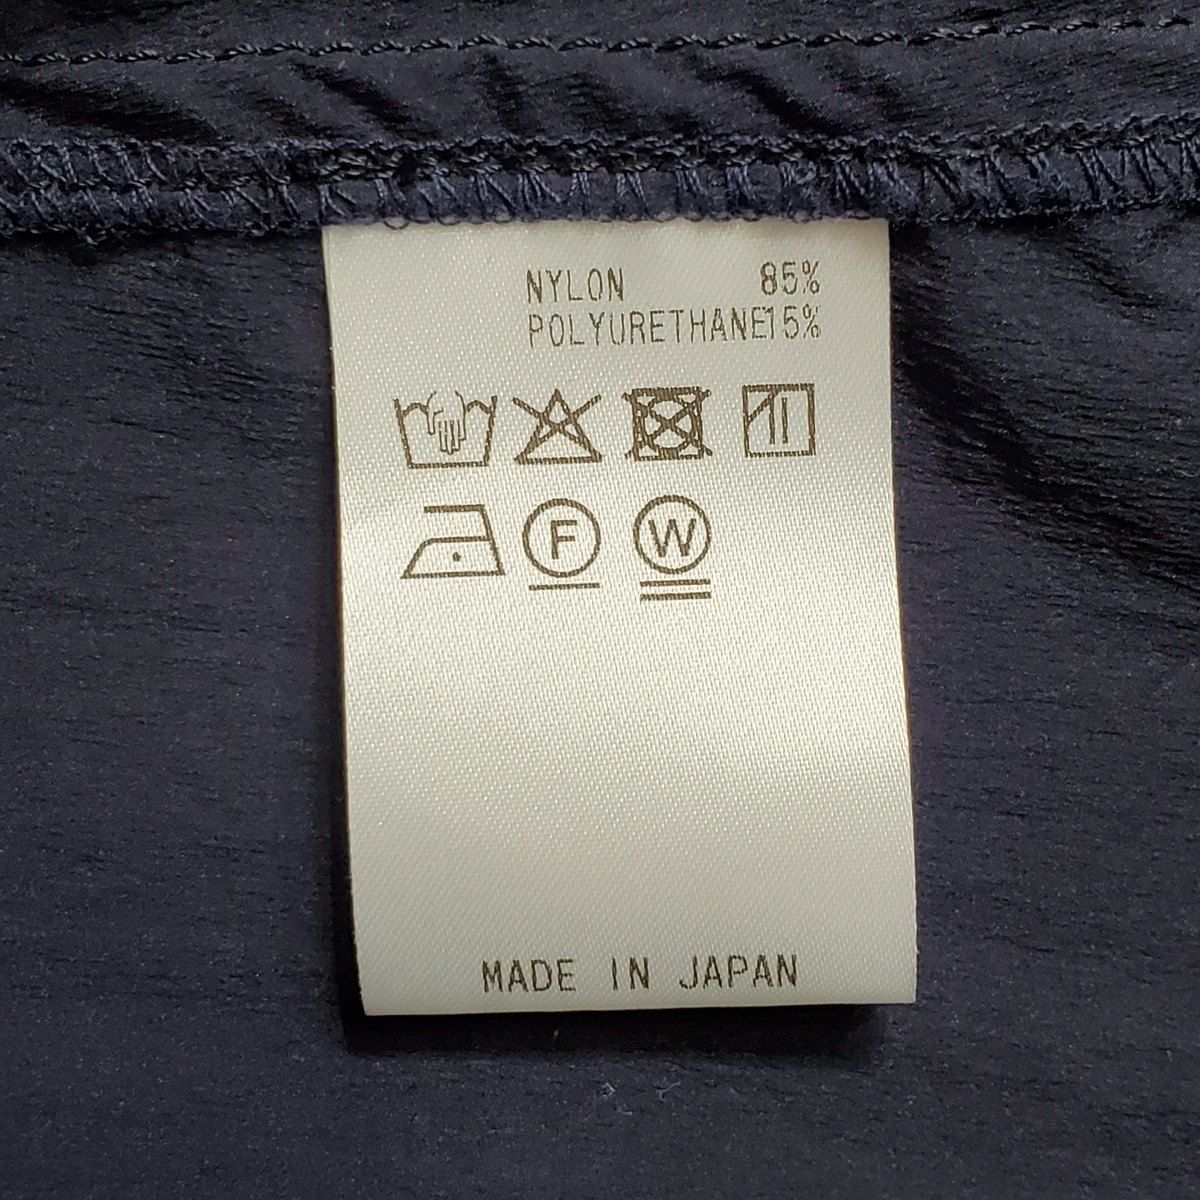 NYLON 85%
POLYURETHANE15%
F W
MADE IN JAPAN